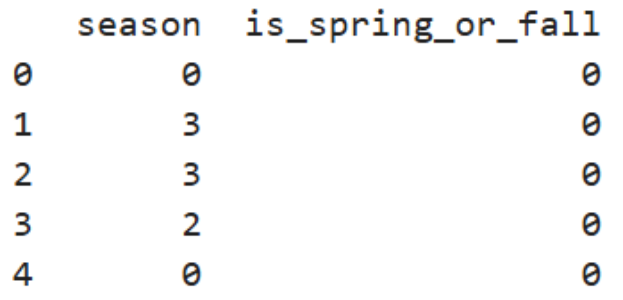 season is_spring_or_fall
0 0 0
1 3 0
2 3 0
3 2 0
4 0 0